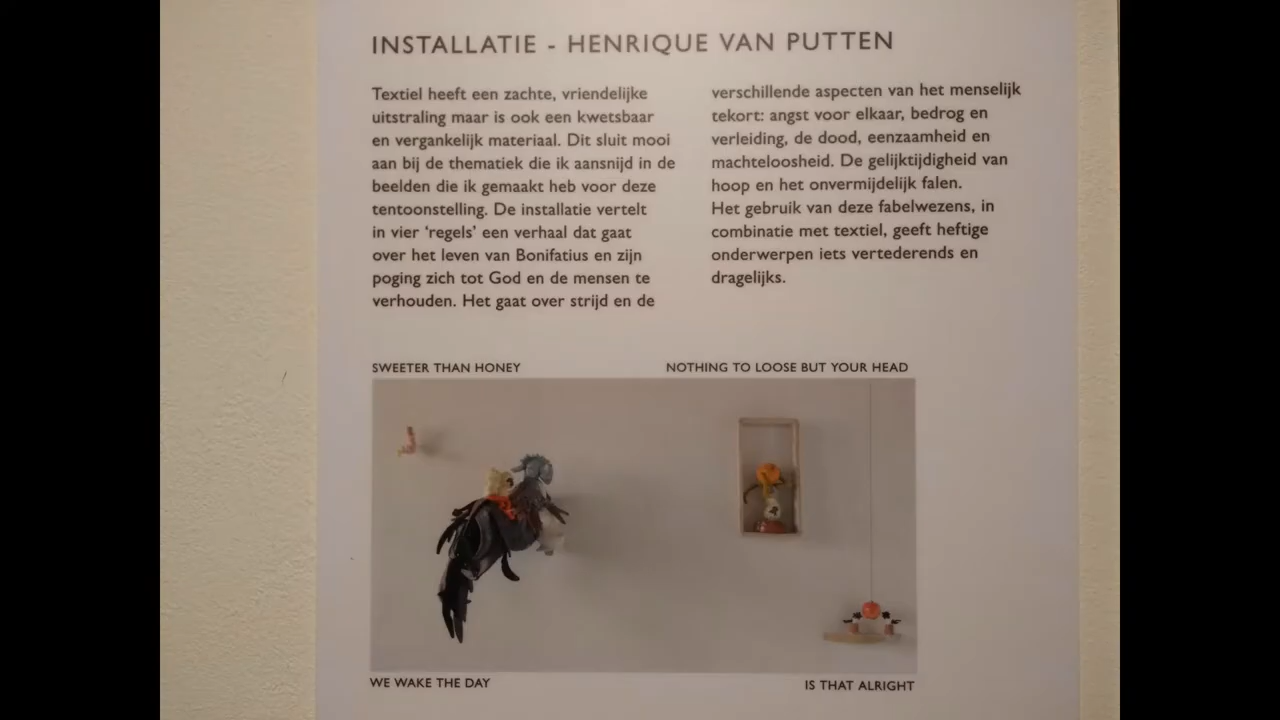 INSTALLATIE - HENRIQUE VAN PUTTEN
Textiel heeft een zachte, vriendelijke
uitstraling maar is ook een kwetsbaar
en vergankelijk materiaal. Dit sluit mooi
aan bij de thematiek die ik aansnijd in de
beelden die ik gemaakt heb voor deze
tentoonstelling. De installatie vertelt
in vier ‘regels’ een verhaal dat gaat
over het leven van Bonifatius en zijn
poging zich tot God en de mensen te
verhouden. Het gaat over strijd en de
verschillende aspecten van het menselijk
tekort: angst voor elkaar, bedrog en
verleiding, de dood, eenzaamheid en
machteloosheid. De gelijktijdigheid van
hoop en het onvermijdelijk falen.
Het gebruik van deze fabelwezens, in
combinatie met textiel, geeft heftige
onderwerpen iets vertederends en
dragelijks.
SWEETER THAN HONEY
NOTHING TO LOOSE BUT YOUR HEAD
WE WAKE THE DAY
IS THAT ALRIGHT